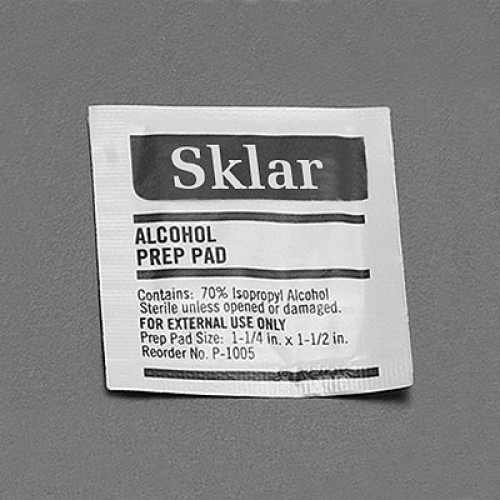 Sklar
ALCOHOL
PREP PAD
Contains: 70% Isopropyl Alcohol
Sterile unless opened or damaged.
FOR EXTERNAL USE ONLY
Prep Pad Size: 1-1/4 in. x 1-1/2 in.
Reorder No. P-1005